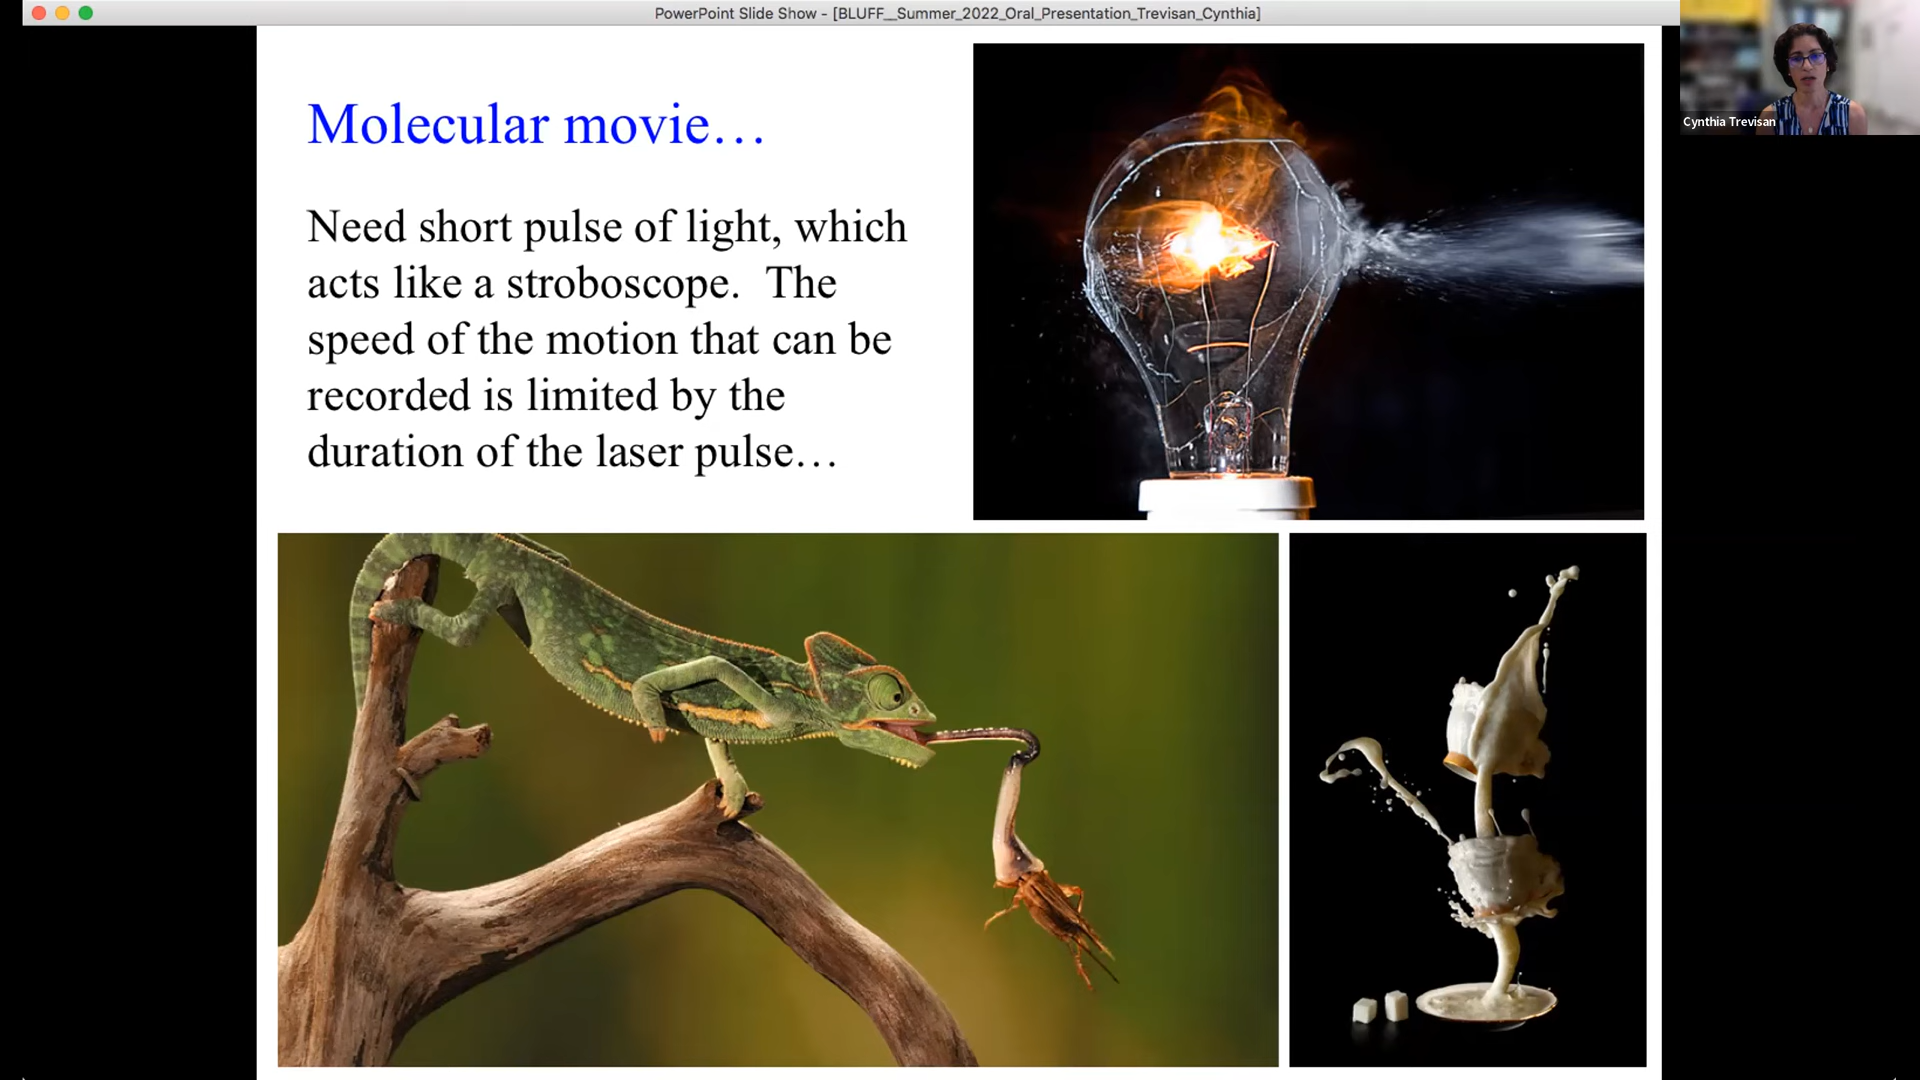 PowerPoint Slide Show - [BLUFF__Summer_2022_Oral_Presentation_Trevisan_Cynthia]
Cynthia Trevisan
Molecular movie…
Need short pulse of light, which
acts like a stroboscope.  The
speed of the motion that can be
recorded is limited by the
duration of the laser pulse…